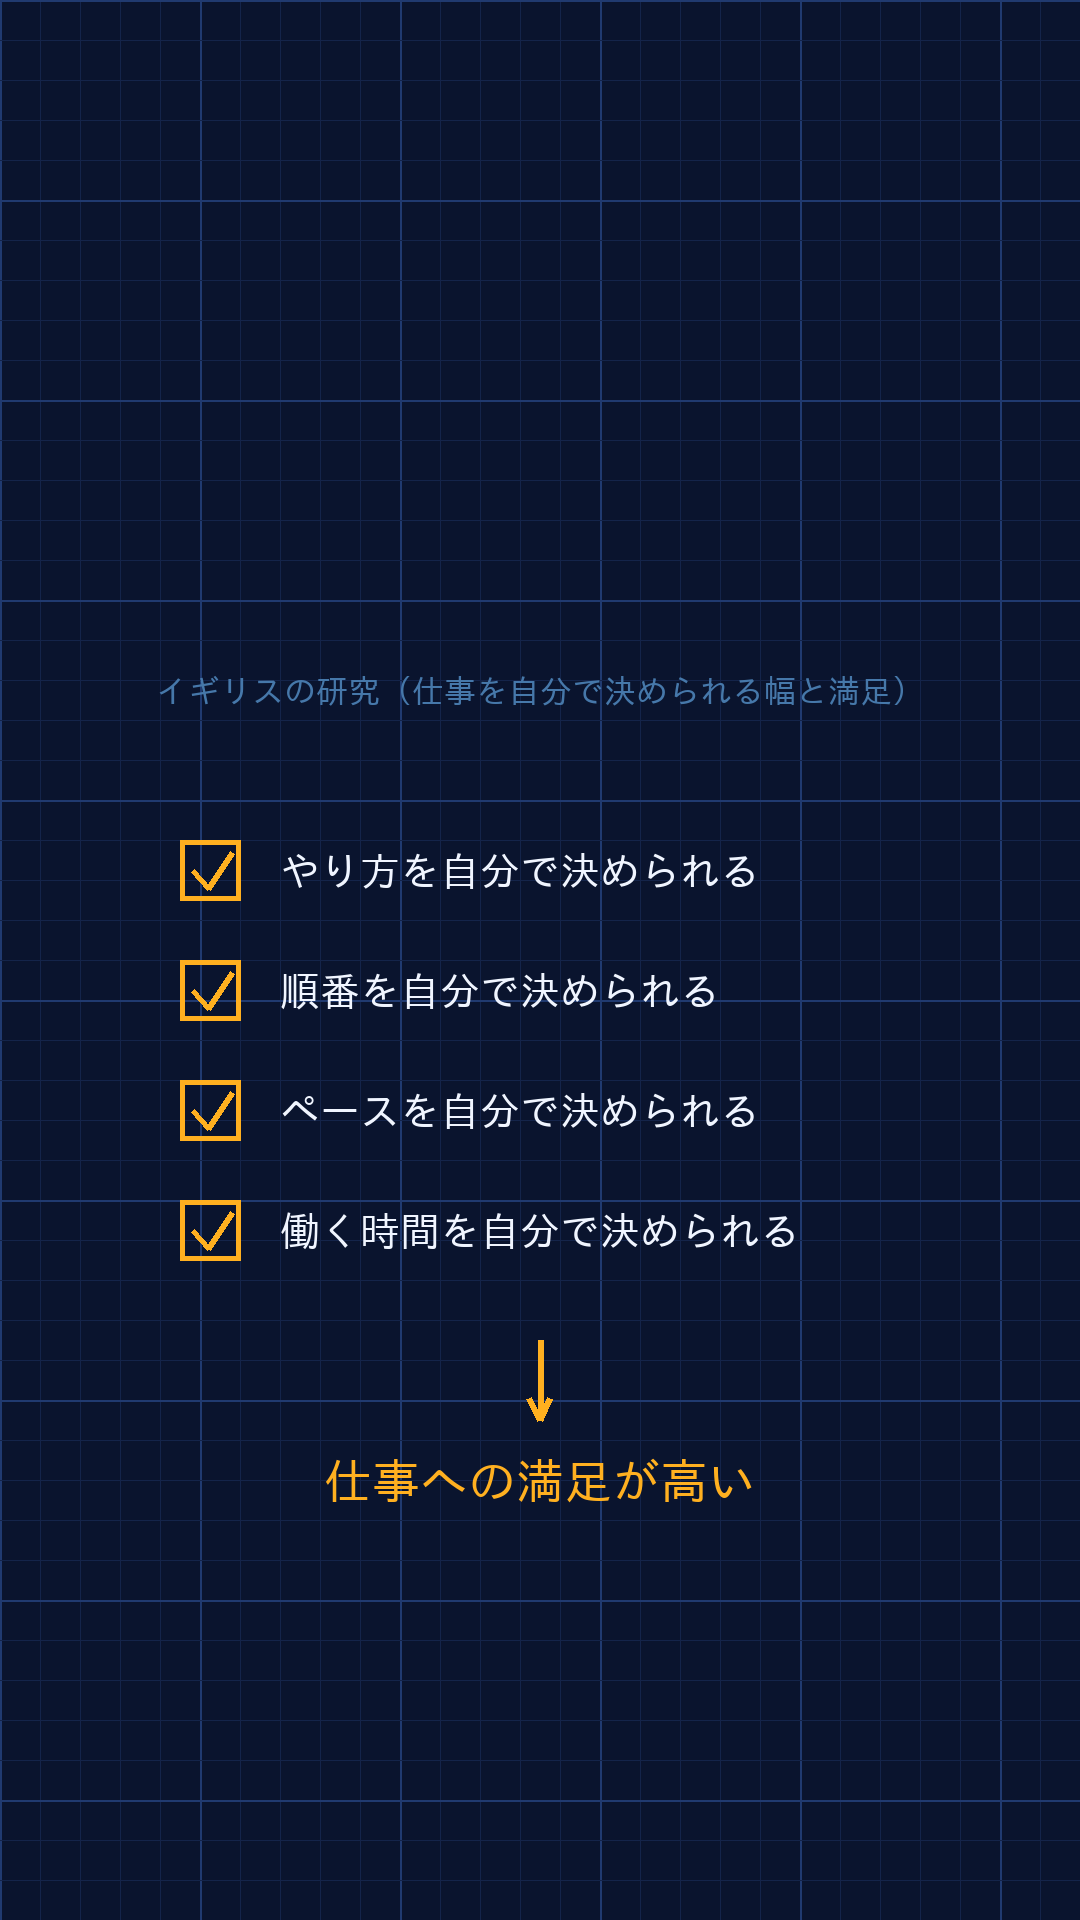 イギリスの研究（仕事を自分で決められる幅と満足）
やり方を自分で決められる
順番を自分で決められる
ペースを自分で決められる
働く時間を自分で決められる
仕事への満足が高い